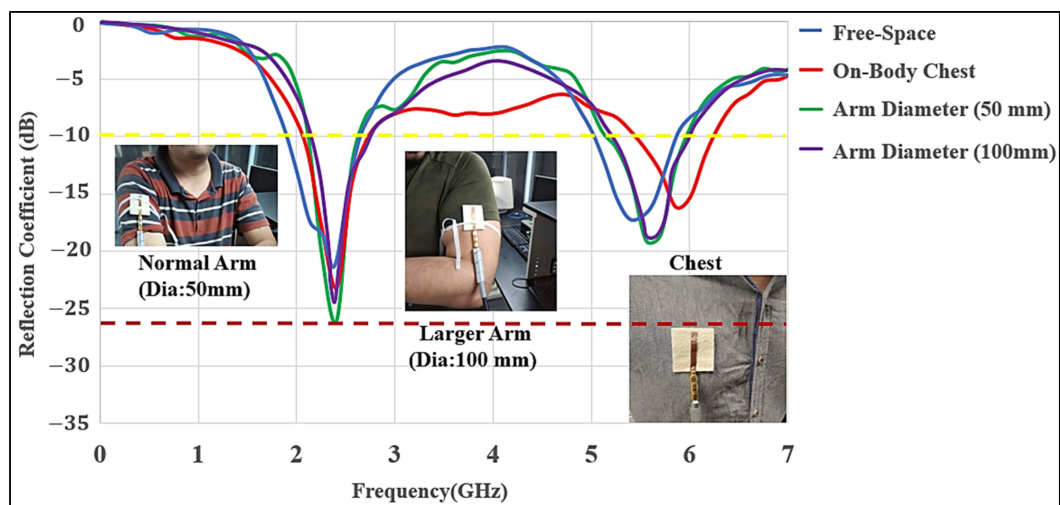 0
−5
−10
−15
−20
−25
−30
−35
Reflection Coefficient (dB)
Free-Space
On-Body Chest
Arm Diameter (50 mm)
Arm Diameter (100mm)
Normal Arm
(Dia:50mm)
Larger Arm
(Dia:100 mm)
Chest
0 1 2 3 4 5 6 7
Frequency(GHz)